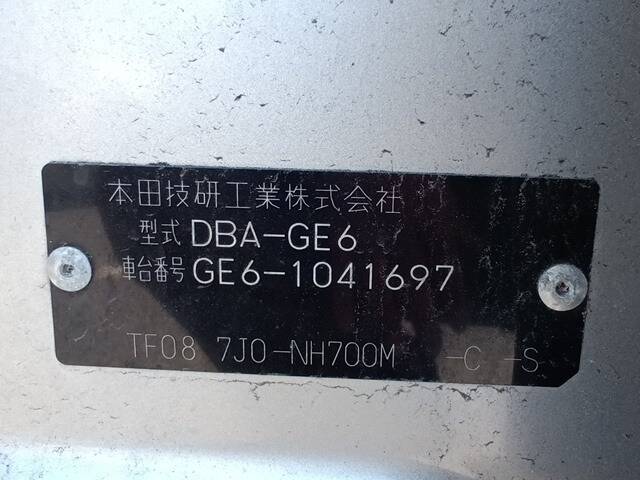 本田技研工業株式会社
型式 DBA-GE6
車台番号 GE6-1041697
TF08 7J0-NH700M -C -S